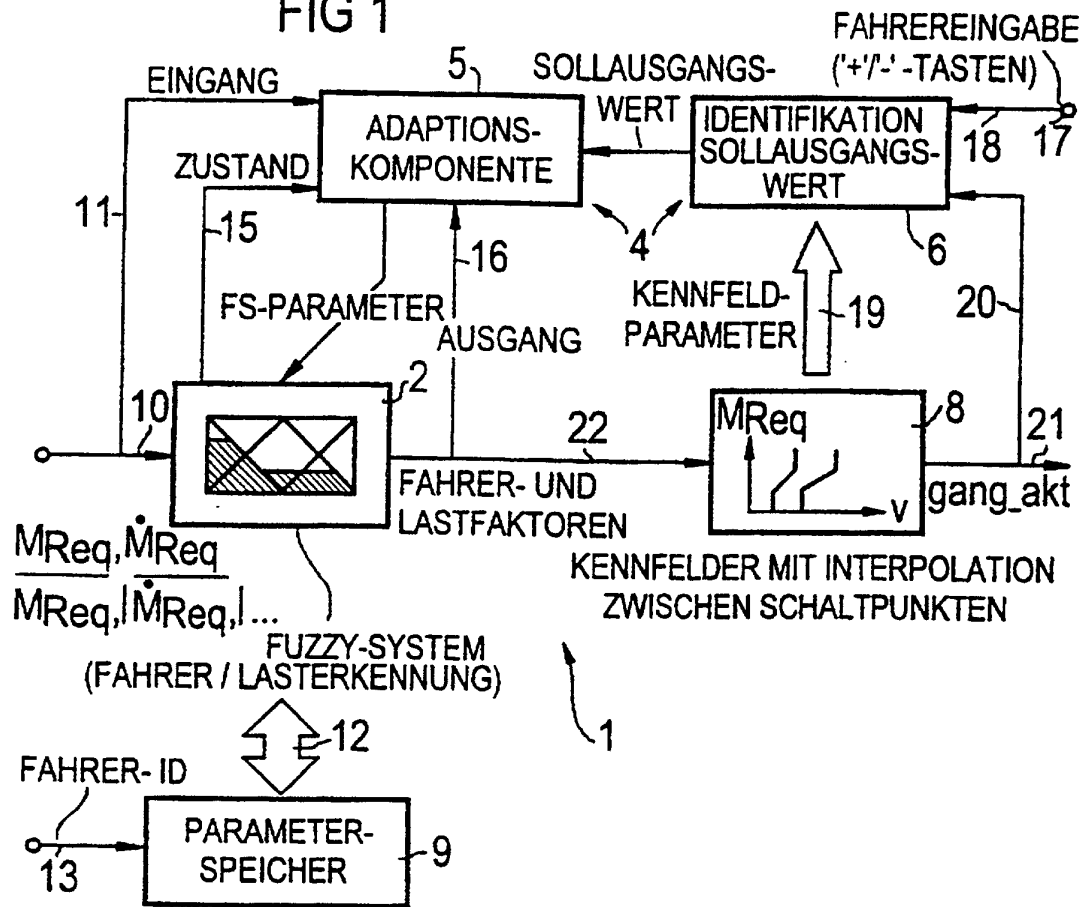 FIG 1
FAHREREINGABE
('+'/'-' -TASTEN)
EINGANG
5
SOLLAUSGANGS-
WERT
ADAPTIONS-
KOMPONENTE
IDENTIFIKATION
SOLLAUSGANGS-
WERT
18
17
ZUSTAND
11
15
16
4
6
FS-PARAMETER
AUSGANG
KENNFELD-
PARAMETER
19
20
10
2
22
MReq
v
8
21
gang_akt
FAHRER- UND
LASTFAKTOREN
MReq, ṀReq
MReq,|ṀReq,|...
KENNFELDER MIT INTERPOLATION
ZWISCHEN SCHALTPUNKTEN
FUZZY-SYSTEM
(FAHRER / LASTERKENNUNG)
12
1
FAHRER- ID
13
PARAMETER-
SPEICHER
9